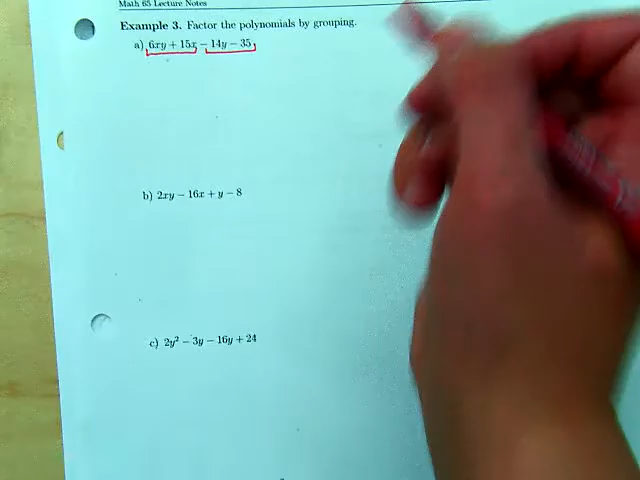 Math 65 Lecture Notes
Example 3. Factor the polynomials by grouping.
a) 6xy + 15x − 14y − 35
b) 2xy − 16x + y − 8
c) 2y² − 3y − 16y + 24